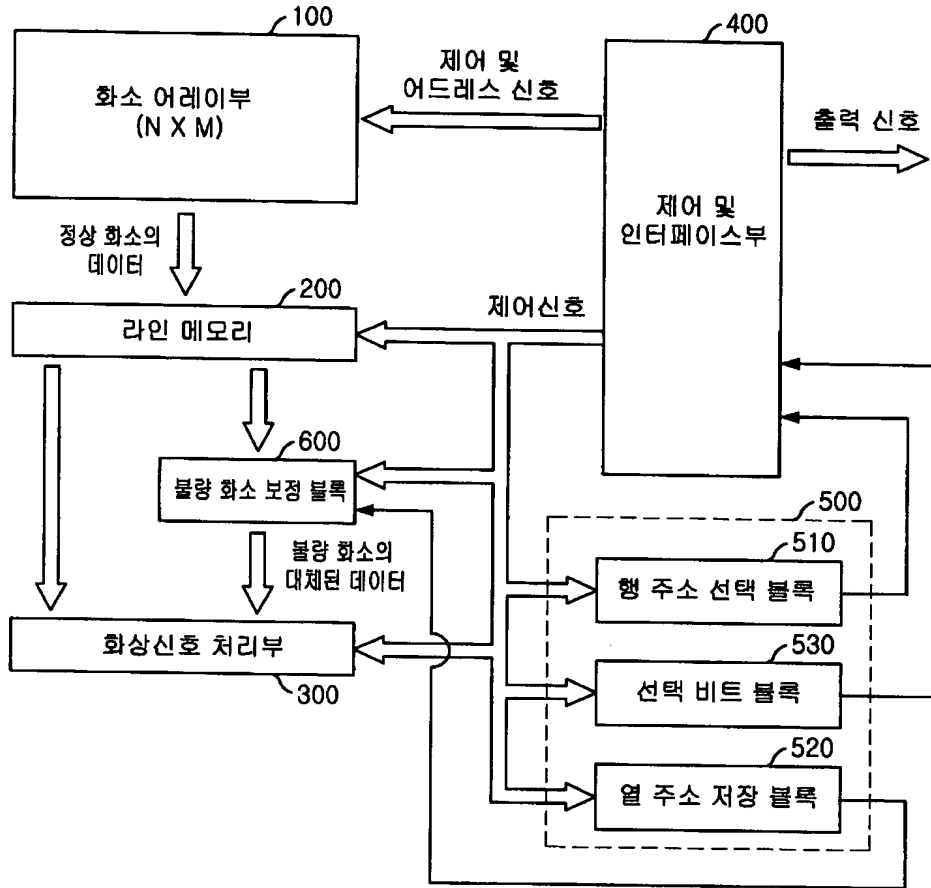 100
화소 어레이부
(N X M)
제어 및
어드레스 신호
400
출력 신호
제어 및
인터페이스부
정상 화소의
데이터
200
라인 메모리
제어신호
600
불량 화소 보정 블록
불량 화소의
대체된 데이터
500
510
행 주소 선택 블록
화상신호 처리부
300
530
선택 비트 블록
520
열 주소 저장 블록